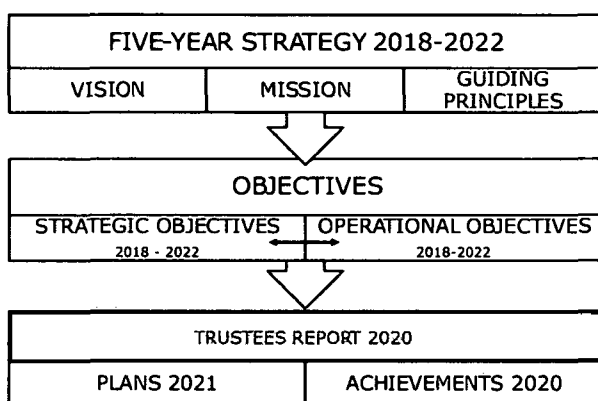 FIVE-YEAR STRATEGY 2018-2022
VISION
MISSION
GUIDING
PRINCIPLES
OBJECTIVES
STRATEGIC OBJECTIVES
2018 - 2022
OPERATIONAL OBJECTIVES
2018-2022
TRUSTEES REPORT 2020
PLANS 2021
ACHIEVEMENTS 2020